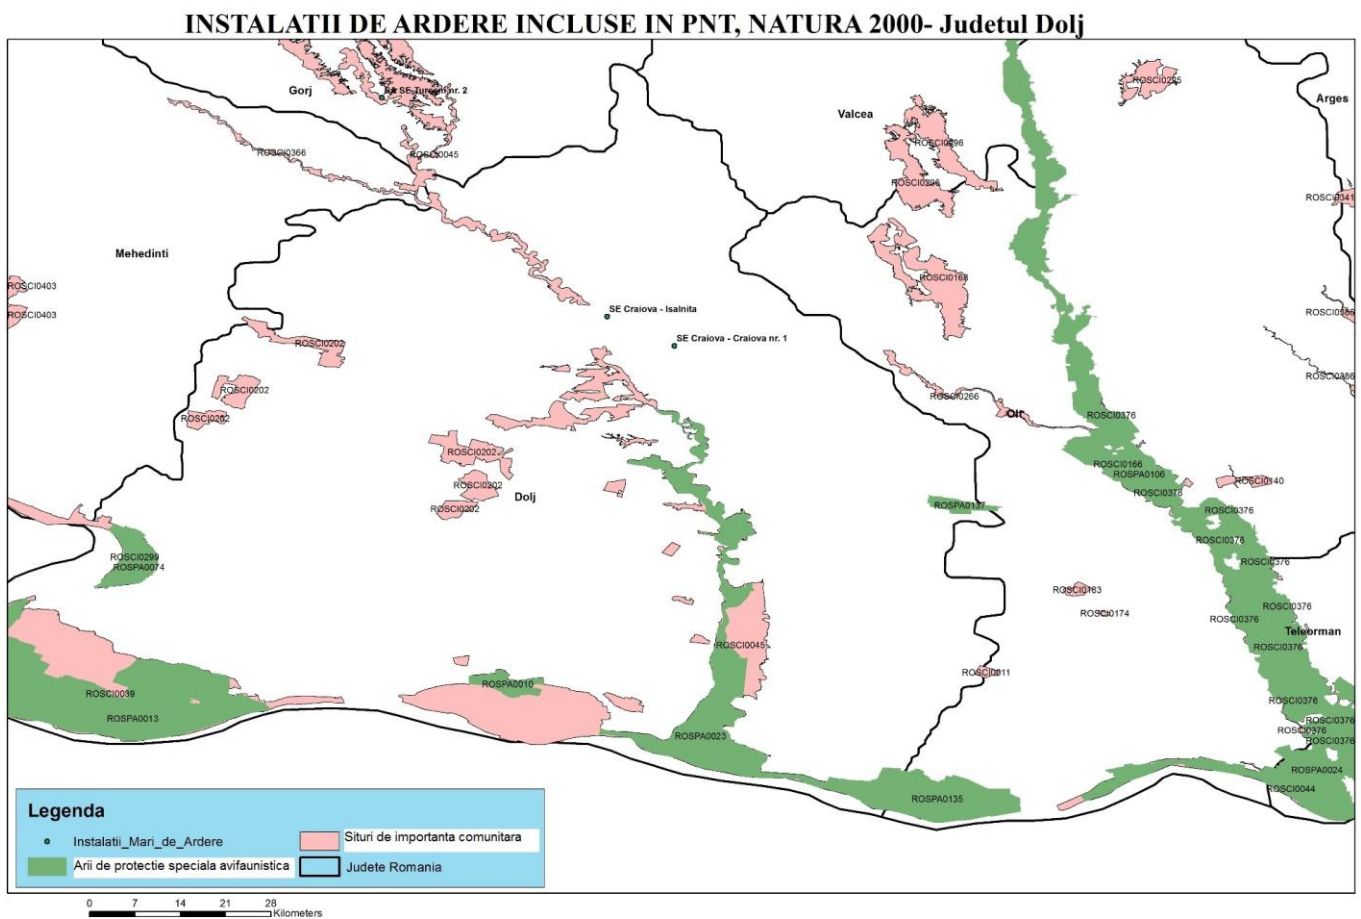 INSTALATII DE ARDERE INCLUSE IN PNT, NATURA 2000- Judetul Dolj
ROSCI0225
Gorj
SE Turceni nr. 2
Arges
Valcea
ROSCI0296
ROSCI0366
ROSCI0045
ROSCI0296
ROSCI0341
Mehedinti
ROSCI0168
ROSCI0403
SE Craiova - Isalnita
ROSCI0403
ROSCI0386
SE Craiova - Craiova nr. 1
ROSCI0202
ROSCI0386
ROSCI0202
ROSCI0266
ROSCI0202
Olt
ROSCI0376
ROSCI0202
ROSCI0166
ROSPA0106
ROSCI0202
ROSCI0376
ROSCI0140
Dolj
ROSPA0137
ROSCI0202
ROSCI0376
ROSCI0376
ROSCI0299
ROSPA0074
ROSCI0376
ROSCI0183
ROSCI0376
ROSCI0174
ROSCI0376
Teleorman
ROSCI0045
ROSCI0376
ROSCI0011
ROSPA0010
ROSCI0039
ROSCI0376
ROSPA0013
ROSCI0376
ROSCI0376
ROSPA0023
ROSCI0376
ROSPA0024
ROSCI0044
ROSPA0135
Legenda
Instalatii_Mari_de_Ardere
Situri de importanta comunitara
Arii de protectie speciala avifaunistica
Judete Romania
0 7 14 21 28
Kilometers